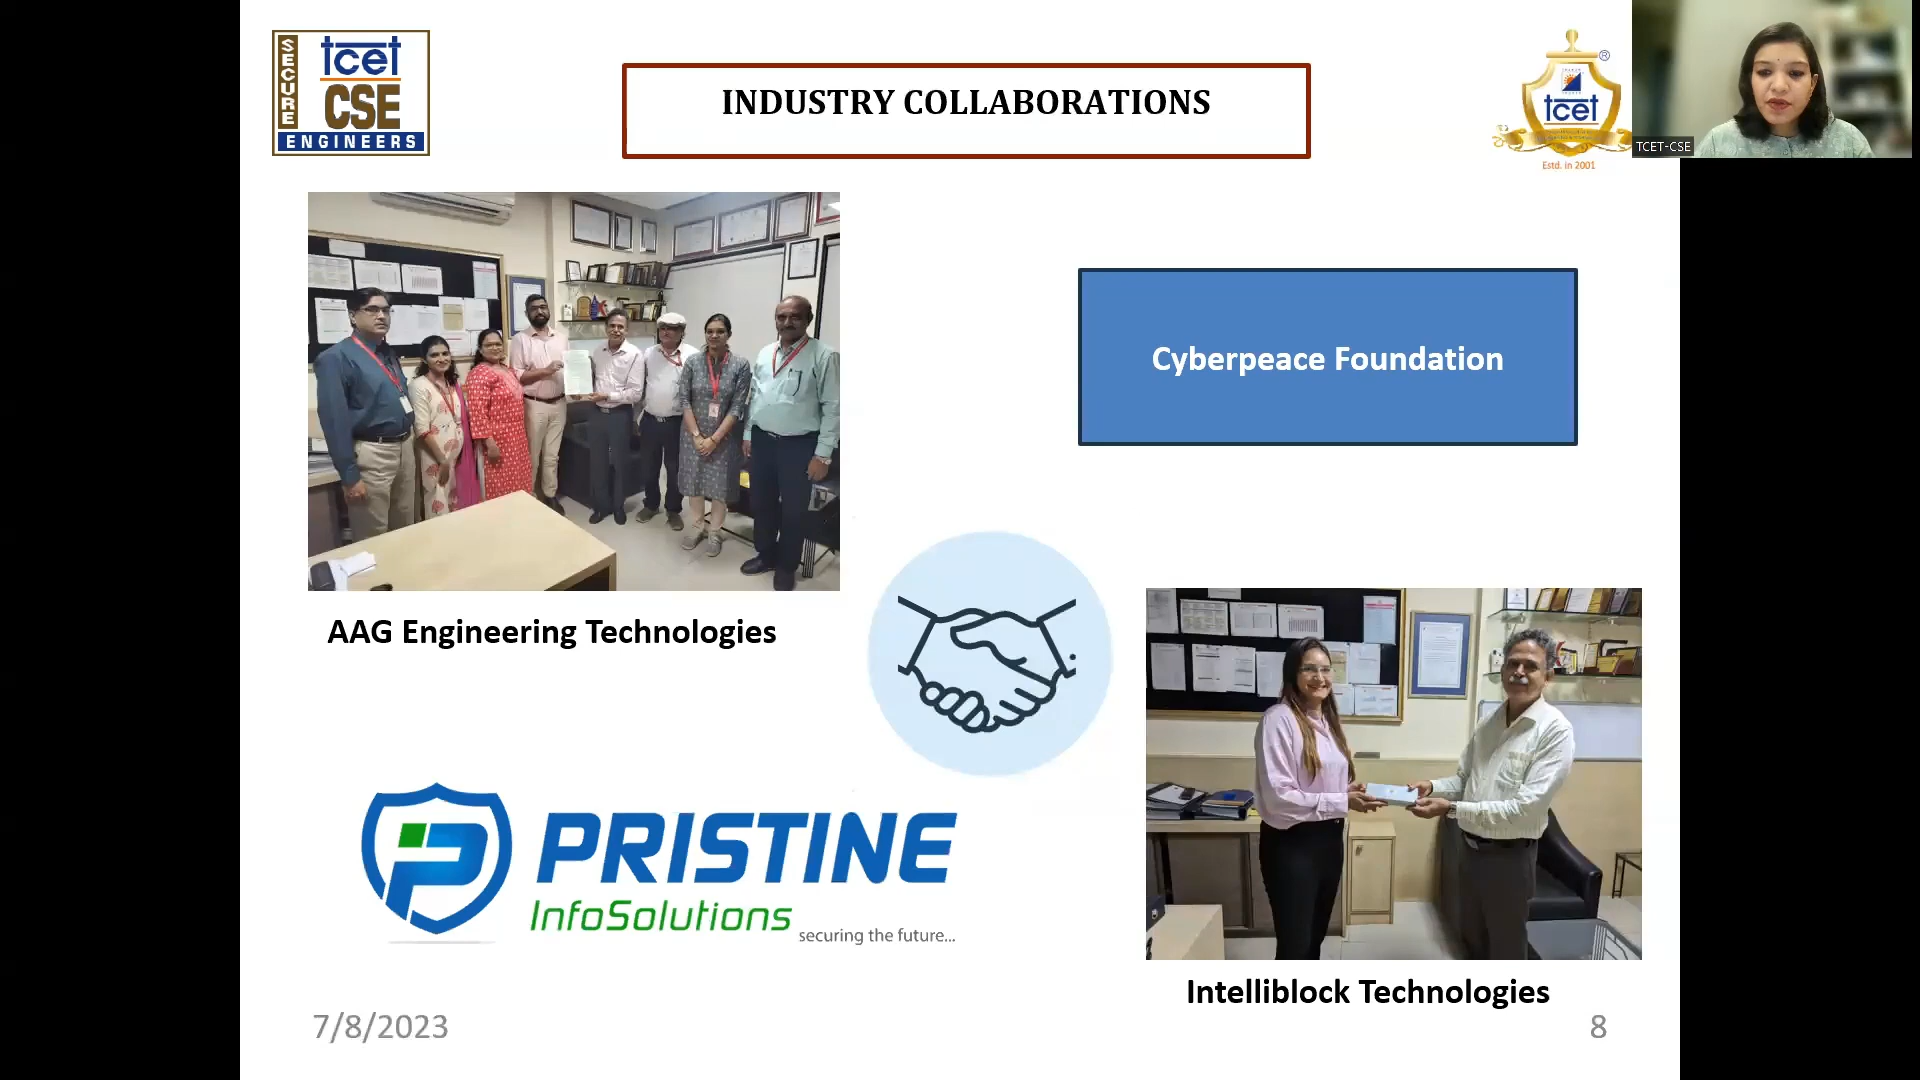 SECURE
tcet
CSE
ENGINEERS
INDUSTRY COLLABORATIONS
®
tcet
Estd. in 2001
TCET-CSE
Cyberpeace Foundation
AAG Engineering Technologies
PRISTINE
InfoSolutions
securing the future...
Intelliblock Technologies
7/8/2023
8